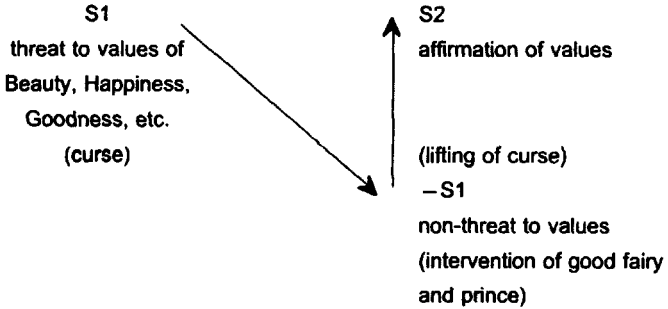 S1
threat to values of
Beauty, Happiness,
Goodness, etc.
(curse)
S2
affirmation of values
(lifting of curse)
–S1
non-threat to values
(intervention of good fairy
and prince)